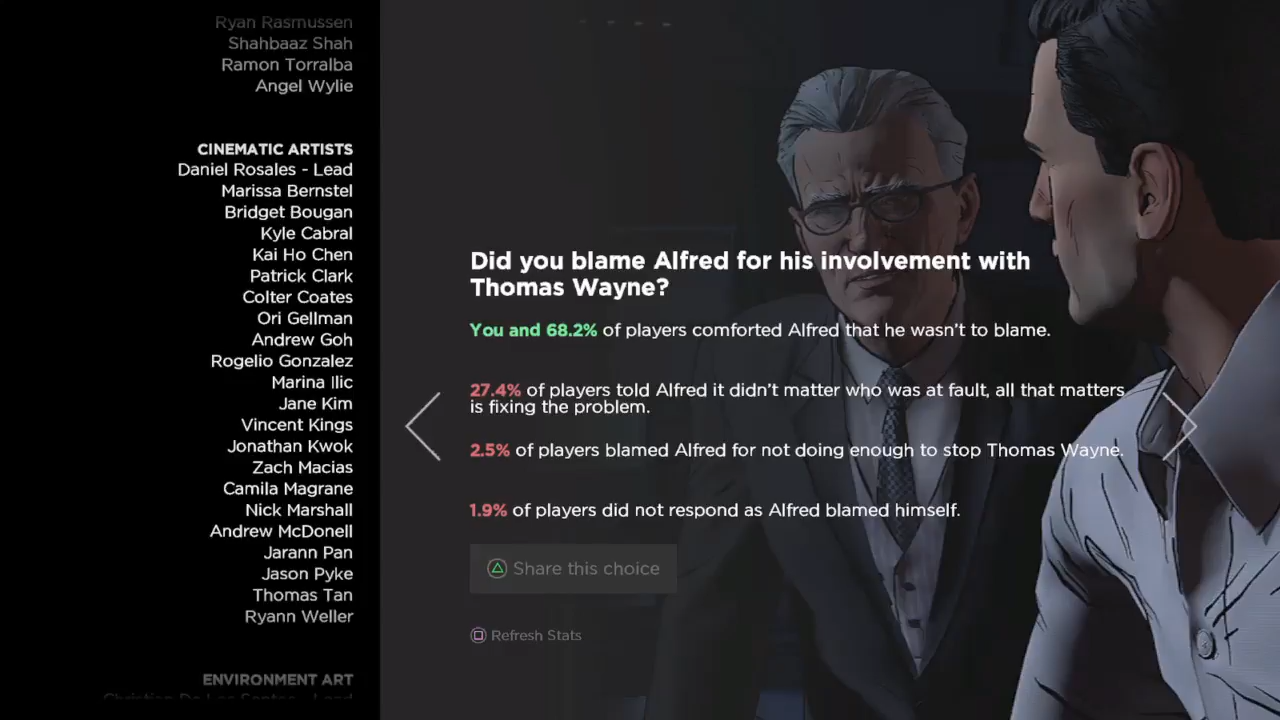 Ryan Rasmussen
Shahbaaz Shah
Ramon Torralba
Angel Wylie
CINEMATIC ARTISTS
Daniel Rosales - Lead
Marissa Bernstel
Bridget Bougan
Kyle Cabral
Kai Ho Chen
Patrick Clark
Colter Coates
Ori Gellman
Andrew Goh
Rogelio Gonzalez
Marina Ilic
Jane Kim
Vincent Kings
Jonathan Kwok
Zach Macias
Camila Magrane
Nick Marshall
Andrew McDonell
Jarann Pan
Jason Pyke
Thomas Tan
Ryann Weller
ENVIRONMENT ART
Christian De Los Santos - Lead
Did you blame Alfred for his involvement with
Thomas Wayne?
You and 68.2% of players comforted Alfred that he wasn't to blame.
27.4% of players told Alfred it didn't matter who was at fault, all that matters
is fixing the problem.
2.5% of players blamed Alfred for not doing enough to stop Thomas Wayne.
1.9% of players did not respond as Alfred blamed himself.
Share this choice
Refresh Stats